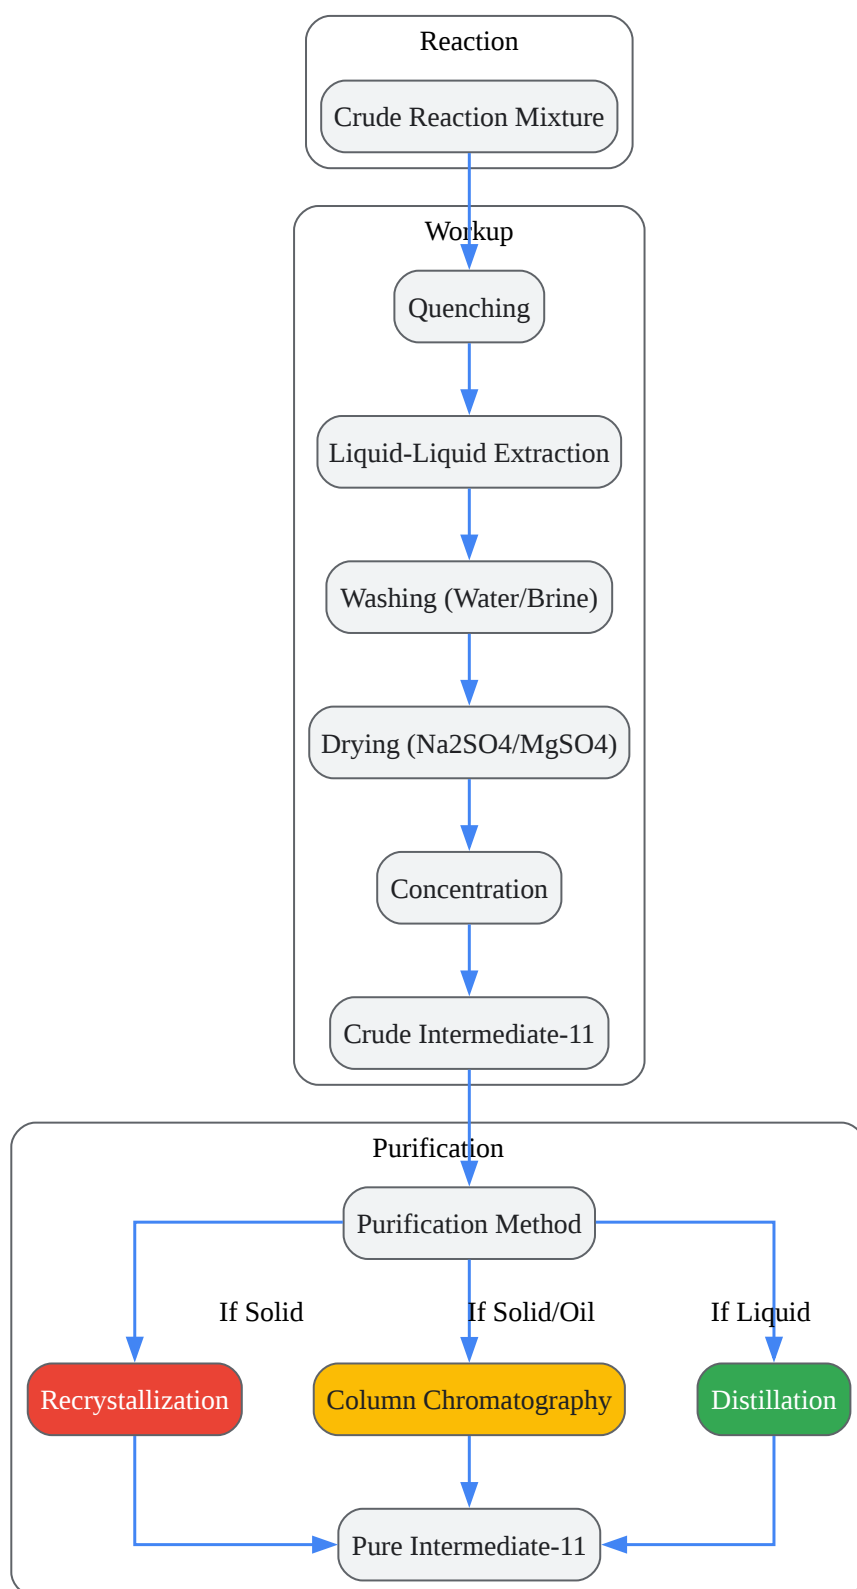 Reaction
Crude Reaction Mixture
Workup
Quenching
Liquid-Liquid Extraction
Washing (Water/Brine)
Drying (Na2SO4/MgSO4)
Concentration
Crude Intermediate-11
Purification
Purification Method
If Solid
If Solid/Oil
If Liquid
Recrystallization
Column Chromatography
Distillation
Pure Intermediate-11